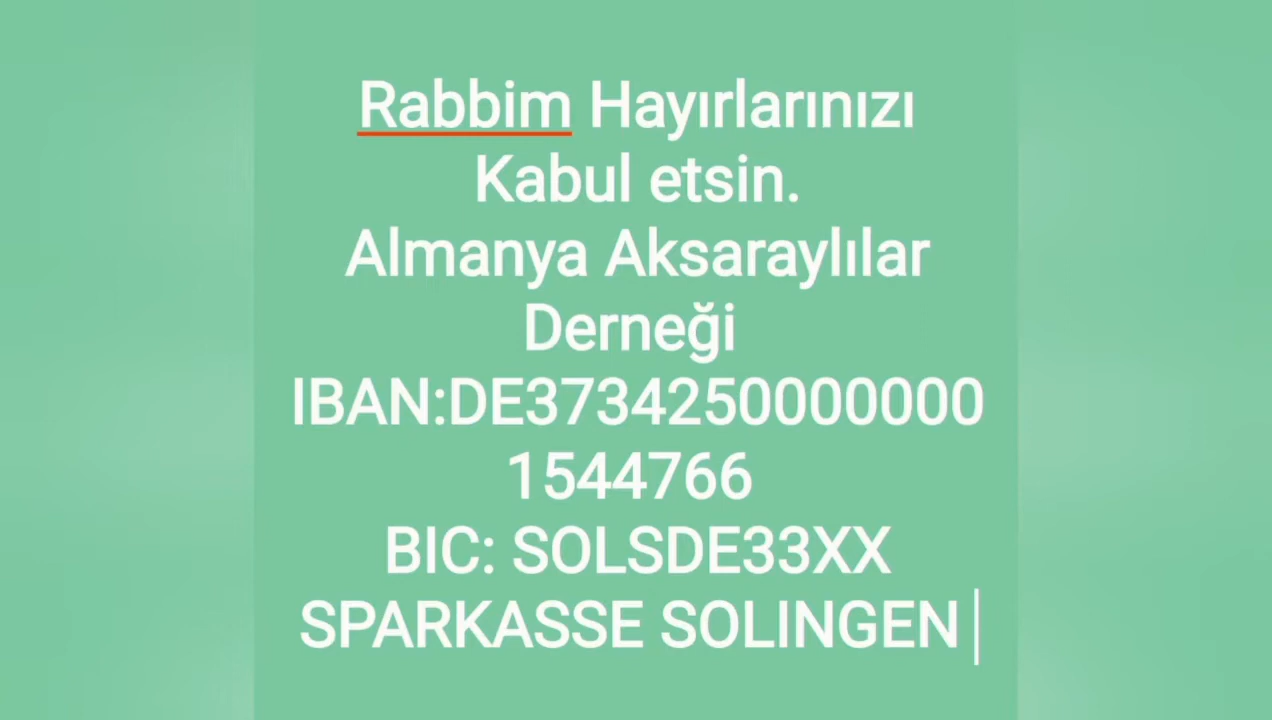 Rabbim Hayırlarınızı
Kabul etsin.
Almanya Aksaraylılar
Derneği
IBAN:DE3734250000000
1544766
BIC: SOLSDE33XX
SPARKASSE SOLINGEN